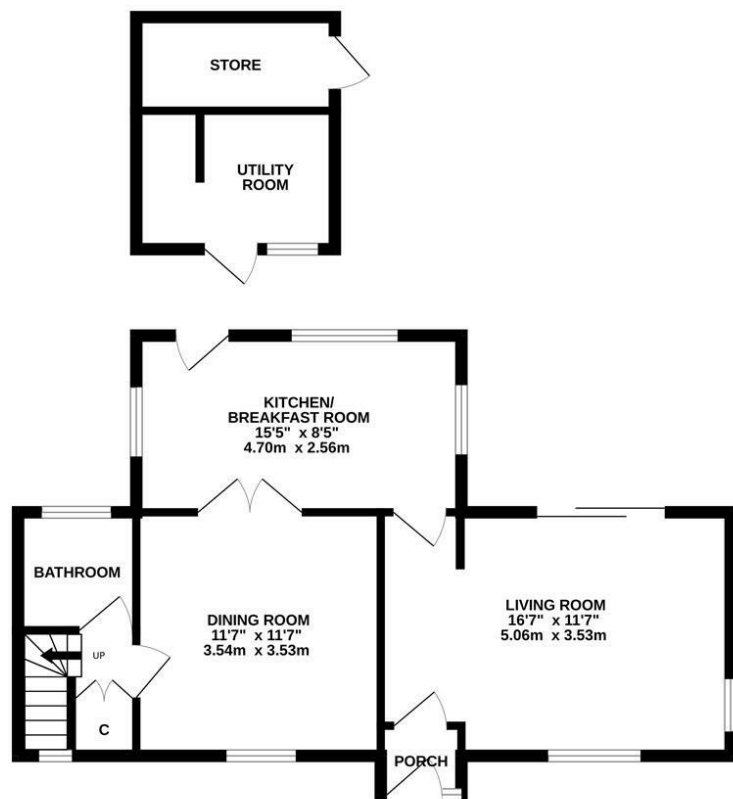 STORE
UTILITY
ROOM
KITCHEN/
BREAKFAST ROOM
15'5" x 8'5"
4.70m x 2.56m
BATHROOM
DINING ROOM
11'7" x 11'7"
3.54m x 3.53m
LIVING ROOM
16'7" x 11'7"
5.06m x 3.53m
UP
C
PORCH